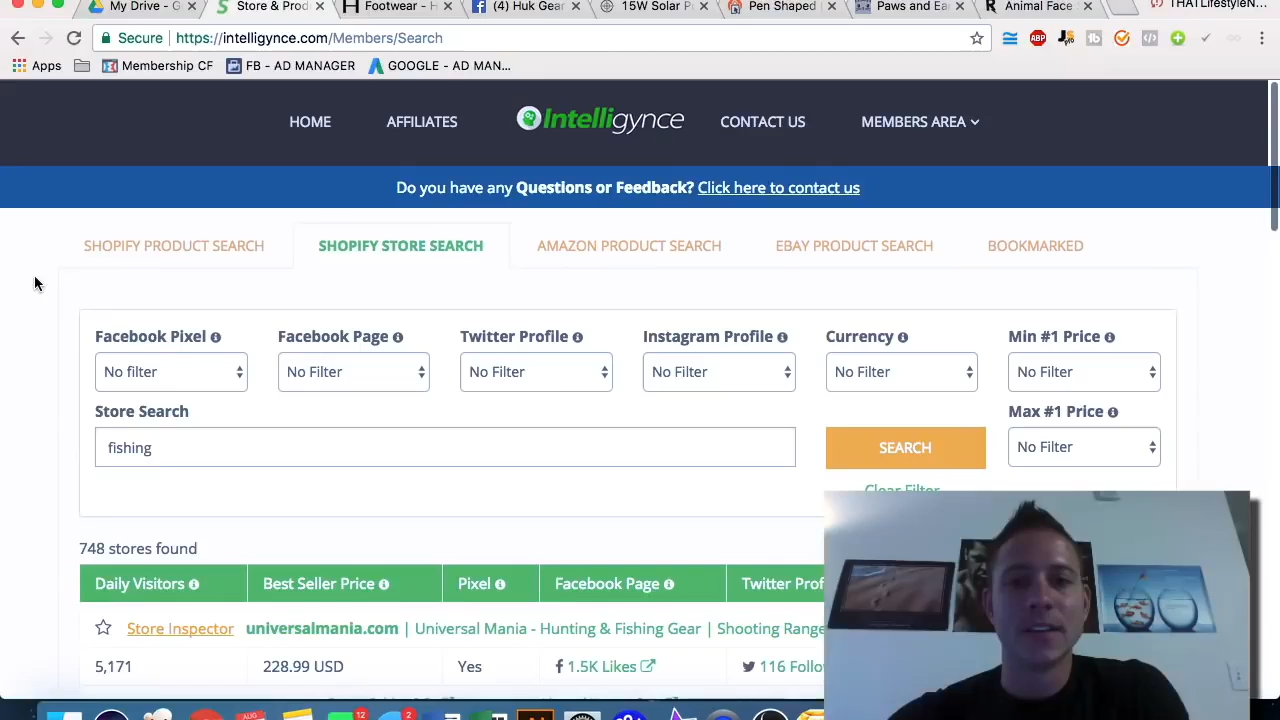 My Drive - G
Store & Prod
Footwear - H
(4) Huk Gear
15W Solar P
Pen Shading
Paws and Ea
Animal Face
THATLifestyleN...
Secure | https://intelligynce.com/Members/Search
Apps
Membership CF
FB - AD MANAGER
GOOGLE - AD MAN...
HOME
AFFILIATES
Intelligynce
CONTACT US
MEMBERS AREA
Do you have any Questions or Feedback? Click here to contact us
SHOPIFY PRODUCT SEARCH
SHOPIFY STORE SEARCH
AMAZON PRODUCT SEARCH
EBAY PRODUCT SEARCH
BOOKMARKED
Facebook Pixel
Facebook Page
Twitter Profile
Instagram Profile
Currency
Min #1 Price
No filter
No Filter
No Filter
No Filter
No Filter
No Filter
Store Search
Max #1 Price
fishing
SEARCH
No Filter
Clear Filter
748 stores found
Daily Visitors
Best Seller Price
Pixel
Facebook Page
Twitter Prof
Store Inspector universalmania.com | Universal Mania - Hunting & Fishing Gear | Shooting Range
5,171
228.99 USD
Yes
1.5K Likes
116 Follo
AUG
12
2